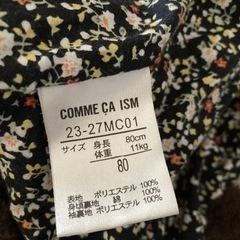 COMME ÇA ISM
23-27MC01
サイズ 身長 80cm
体重 11kg
80
表地 ポリエステル 100%
身頃裏地 綿 100%
袖裏地 ポリエステル 100%